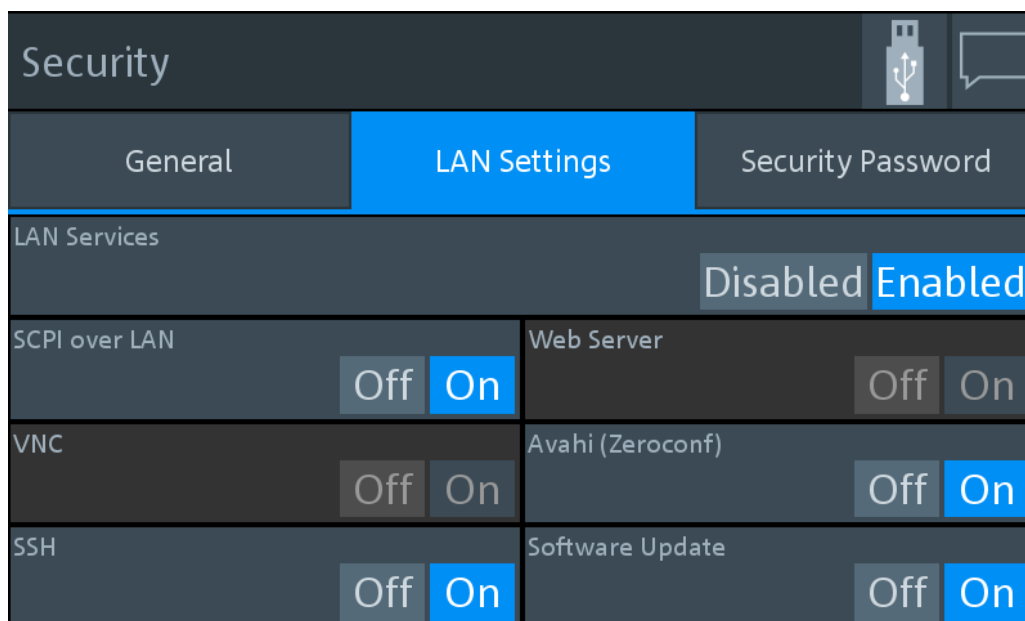 Security
General LAN Settings Security Password
LAN Services
Disabled Enabled
SCPI over LAN Web Server
Off On Off On
VNC Avahi (Zeroconf)
Off On Off On
SSH Software Update
Off On Off On